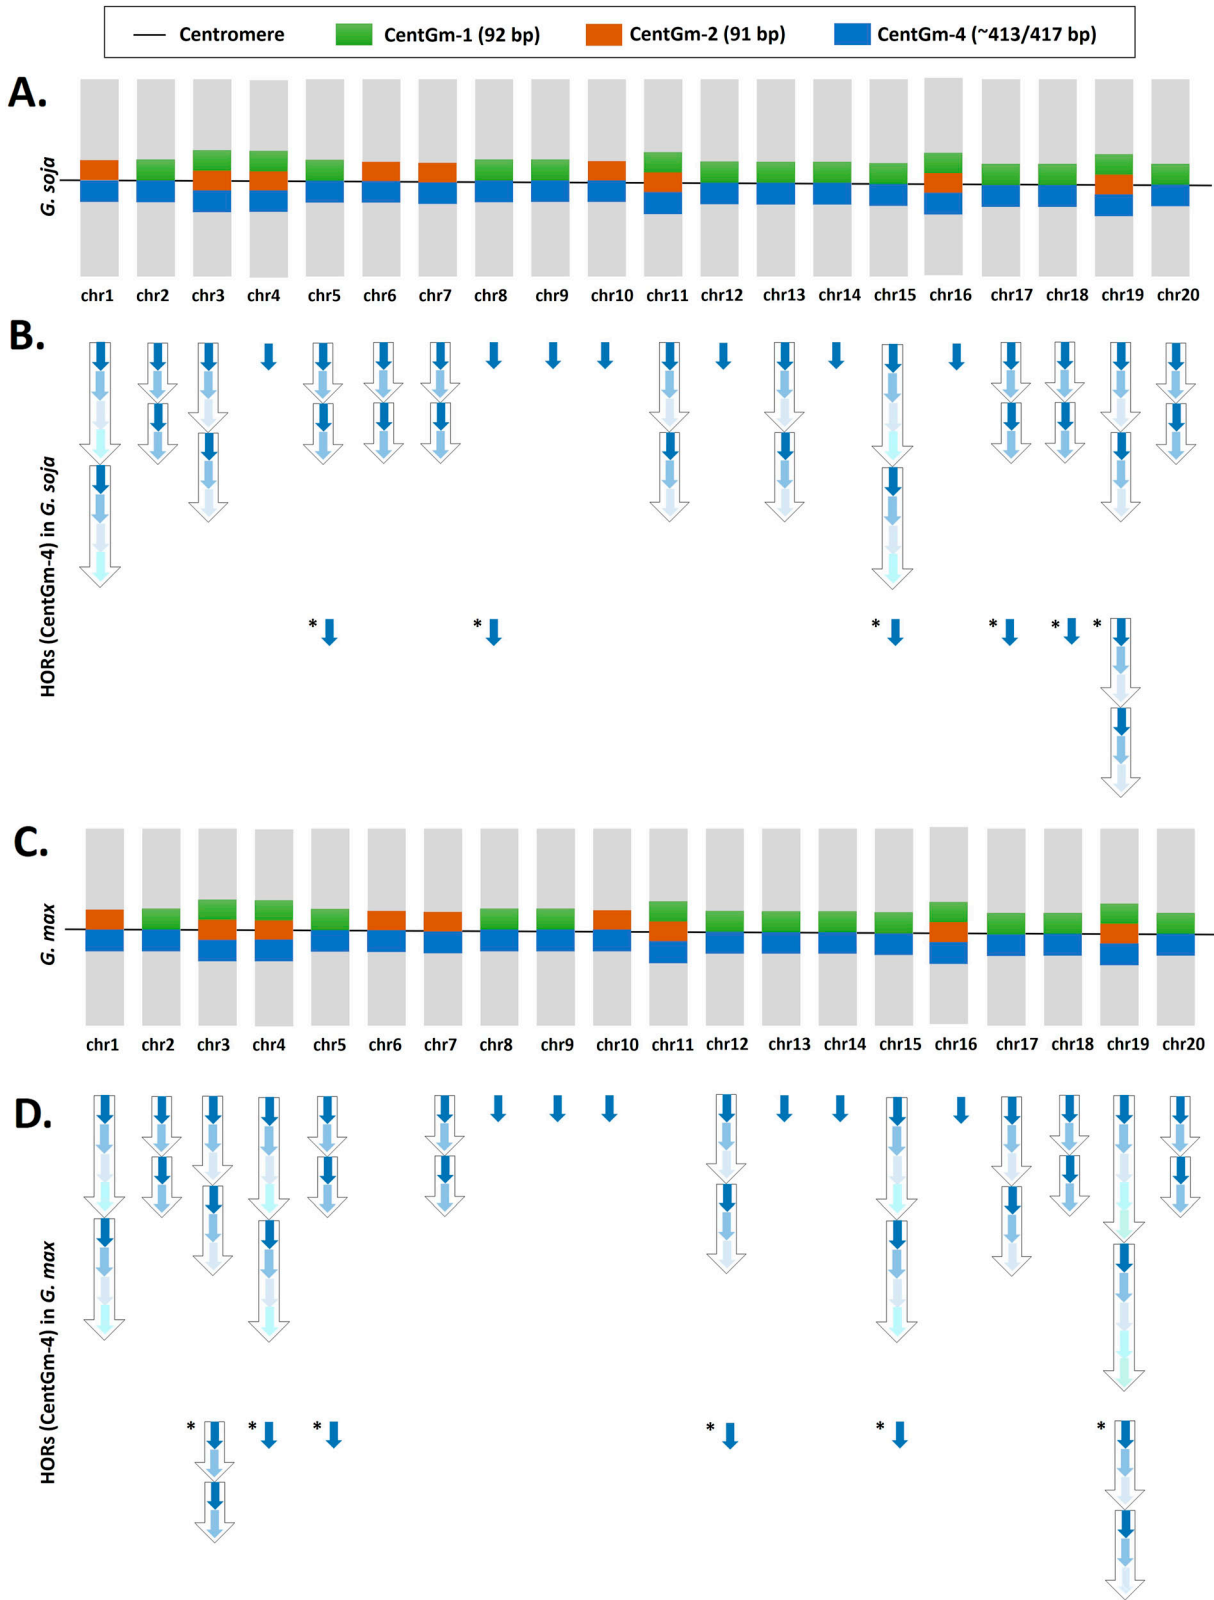 Centromere CentGm-1 (92 bp) CentGm-2 (91 bp) CentGm-4 (~413/417 bp)
A.
G. soja
chr1 chr2 chr3 chr4 chr5 chr6 chr7 chr8 chr9 chr10 chr11 chr12 chr13 chr14 chr15 chr16 chr17 chr18 chr19 chr20
B.
HORs (CentGm-4) in G. soja
* * * * * *
C.
G. max
chr1 chr2 chr3 chr4 chr5 chr6 chr7 chr8 chr9 chr10 chr11 chr12 chr13 chr14 chr15 chr16 chr17 chr18 chr19 chr20
D.
HORs (CentGm-4) in G. max
* * * * * *